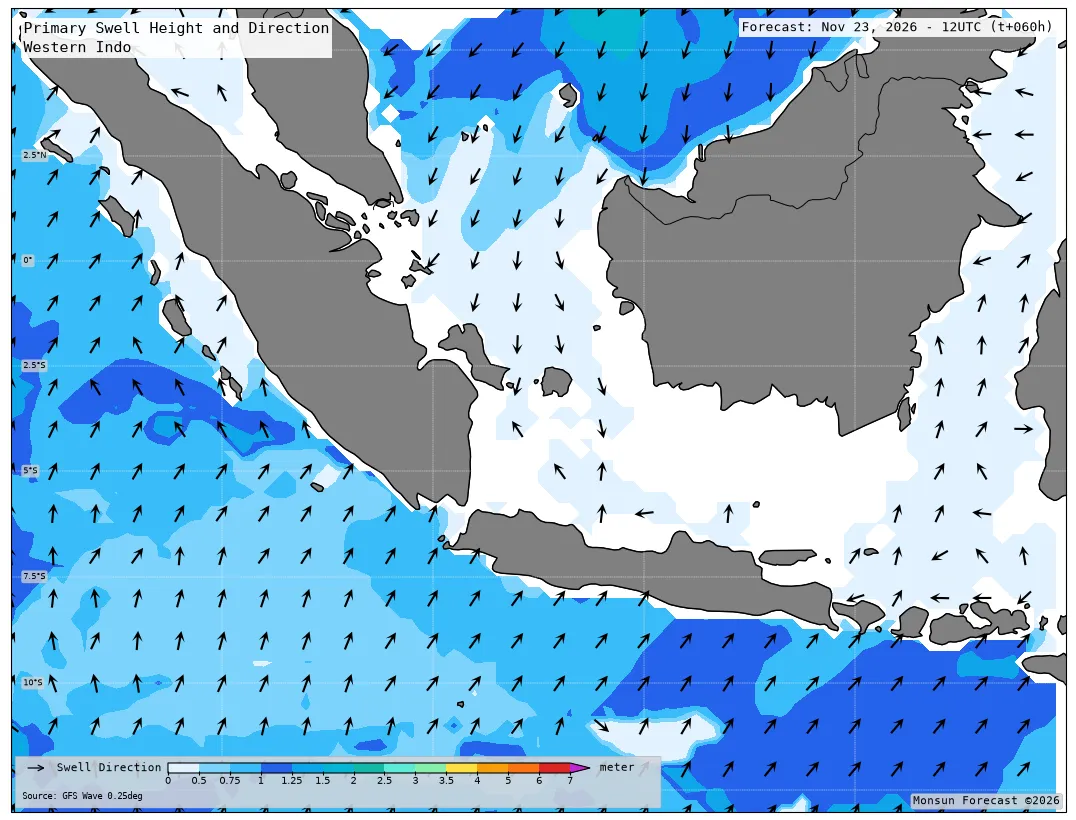 Primary Swell Height and Direction
Western Indo
Forecast: Nov 23, 2026 - 12UTC (t+060h)
2.5°N
0°
2.5°S
5°S
7.5°S
10°S
Swell Direction
0 0.5 0.75 1 1.25 1.5 2 2.5 3 3.5 4 5 6 7
meter
Source: GFS Wave 0.25deg
Monsun Forecast ©2026